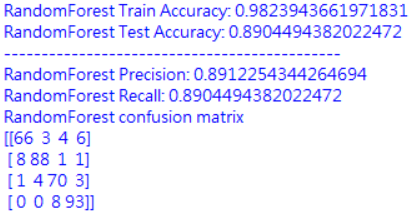 RandomForest Train Accuracy: 0.9823943661971831
RandomForest Test Accuracy: 0.8904494382022472
---------------------------------------------
RandomForest Precision: 0.8912254344264694
RandomForest Recall: 0.8904494382022472
RandomForest confusion matrix
[[66 3 4 6]
[ 8 88 1 1]
[ 1 4 70 3]
[ 0 0 8 93]]